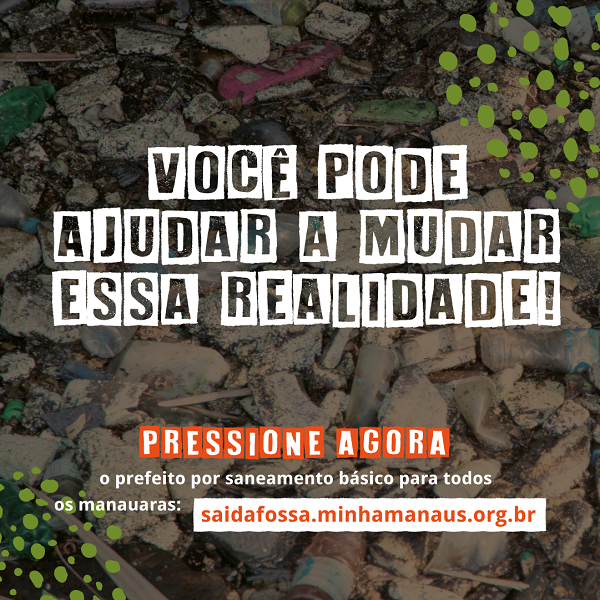 VOCÊ PODE
AJUDAR A MUDAR
ESSA REALIDADE!
PRESSIONE AGORA
o prefeito por saneamento básico para todos
os manauaras: saidafossa.minhamanaus.org.br